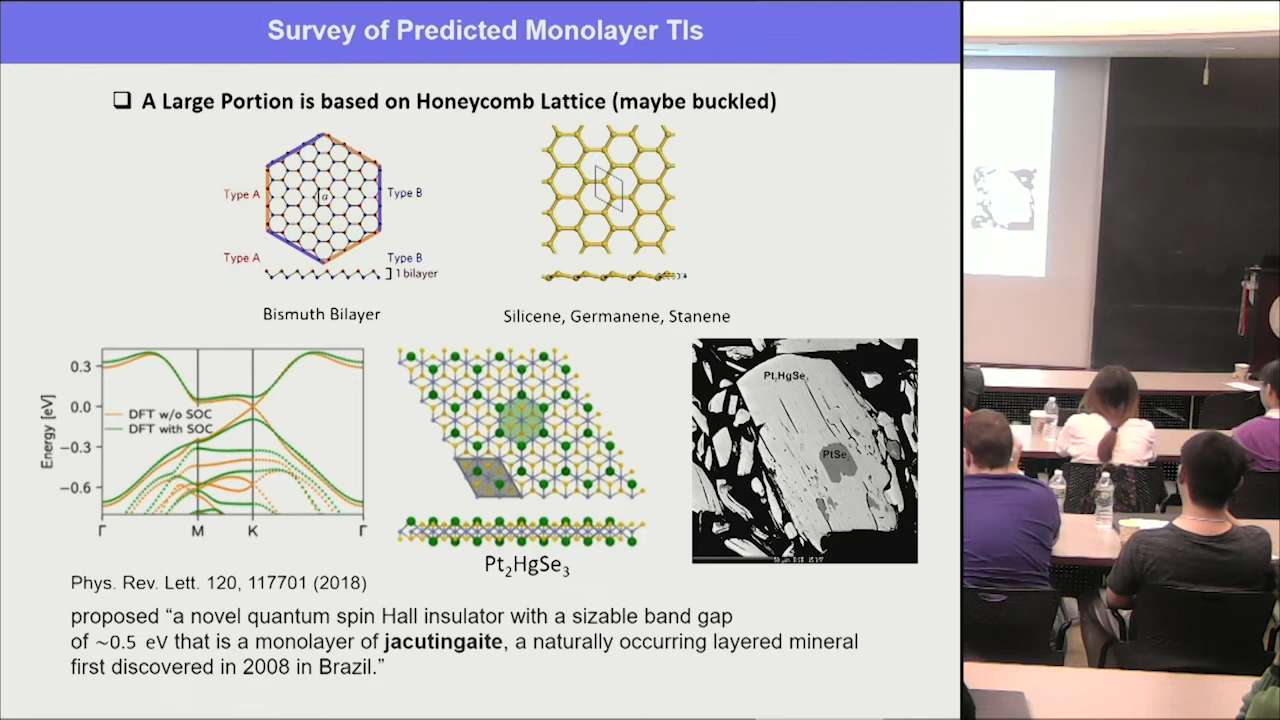 Survey of Predicted Monolayer TIs
❑ A Large Portion is based on Honeycomb Lattice (maybe buckled)
Type A
a
Type B
Type A
Type B
1 bilayer
Bismuth Bilayer
Silicene, Germanene, Stanene
Energy [eV]
0.3
0.0
−0.3
−0.6
DFT w/o SOC
DFT with SOC
Γ M K Γ
Pt₂HgSe₃
Pt₂HgSe₃
PtSe
Phys. Rev. Lett. 120, 117701 (2018)
proposed “a novel quantum spin Hall insulator with a sizable band gap
of ~0.5 eV that is a monolayer of jacutingaite, a naturally occurring layered mineral
first discovered in 2008 in Brazil.”